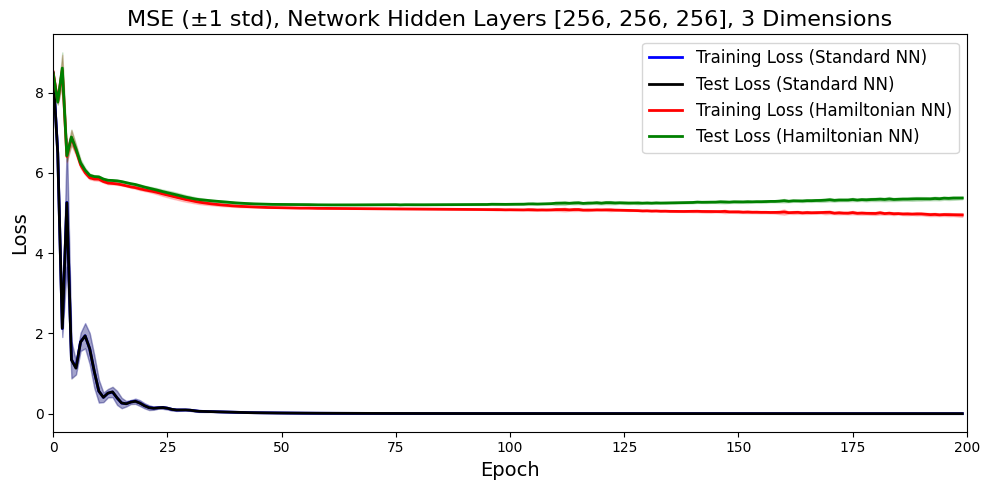 MSE (±1 std), Network Hidden Layers [256, 256, 256], 3 Dimensions
Training Loss (Standard NN)
Test Loss (Standard NN)
Training Loss (Hamiltonian NN)
Test Loss (Hamiltonian NN)
Loss
8
6
4
2
0
0 25 50 75 100 125 150 175 200
Epoch